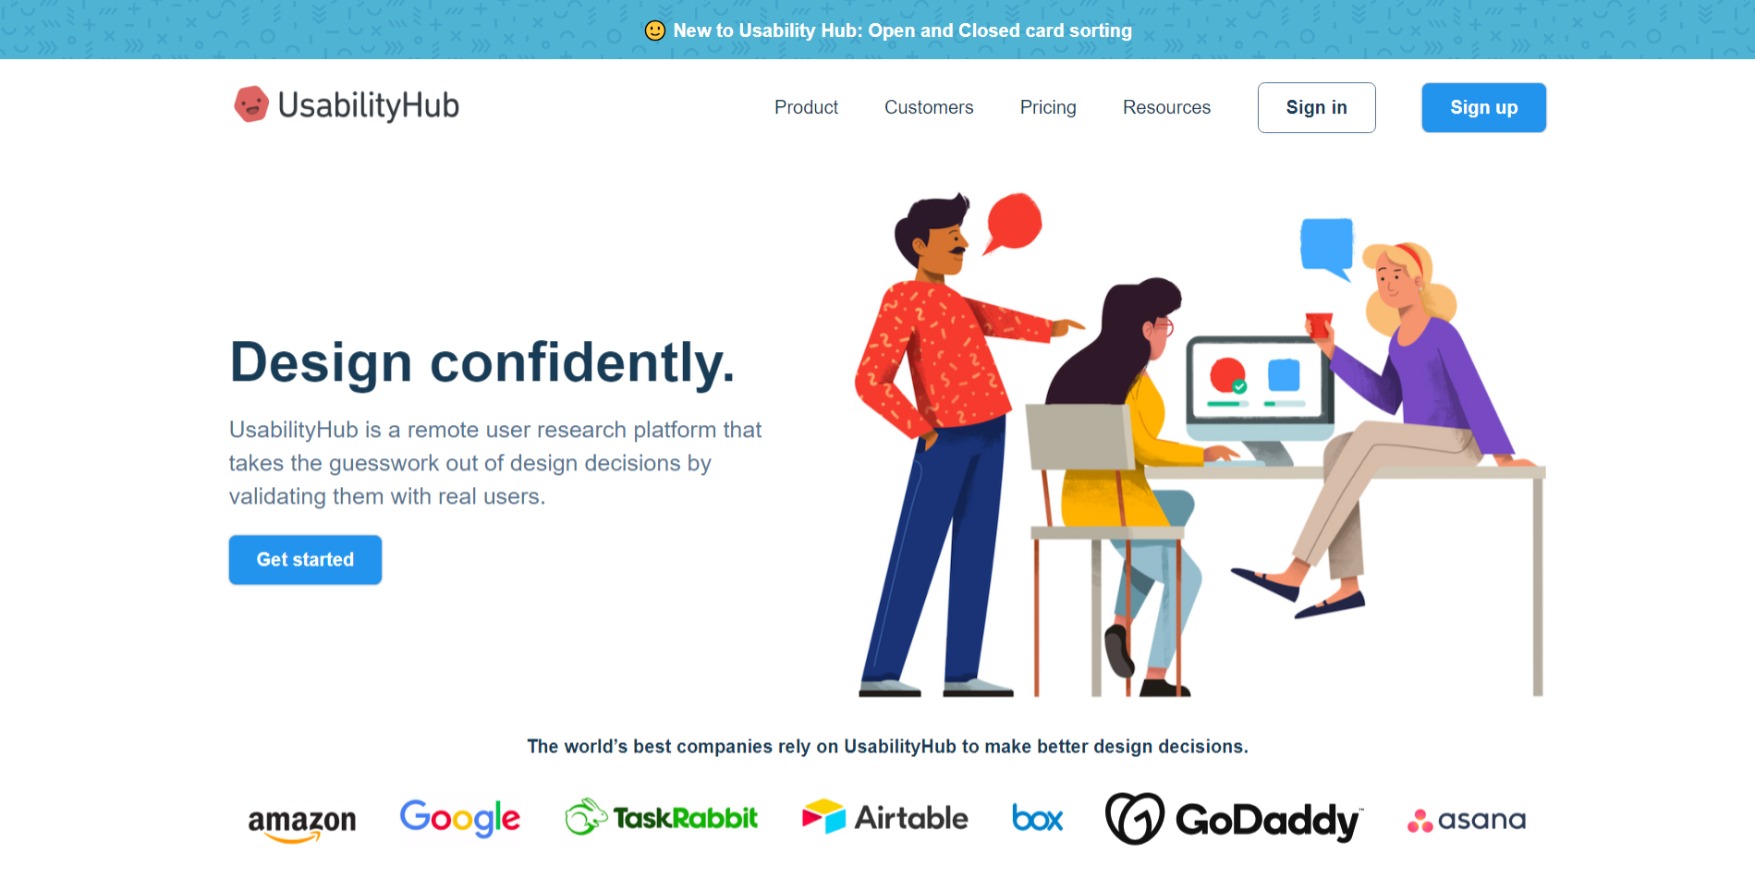 New to Usability Hub: Open and Closed card sorting
UsabilityHub
Product
Customers
Pricing
Resources
Sign in
Sign up
Design confidently.
UsabilityHub is a remote user research platform that
takes the guesswork out of design decisions by
validating them with real users.
Get started
The world’s best companies rely on UsabilityHub to make better design decisions.
amazon
Google
TaskRabbit
Airtable
box
GoDaddy™
asana